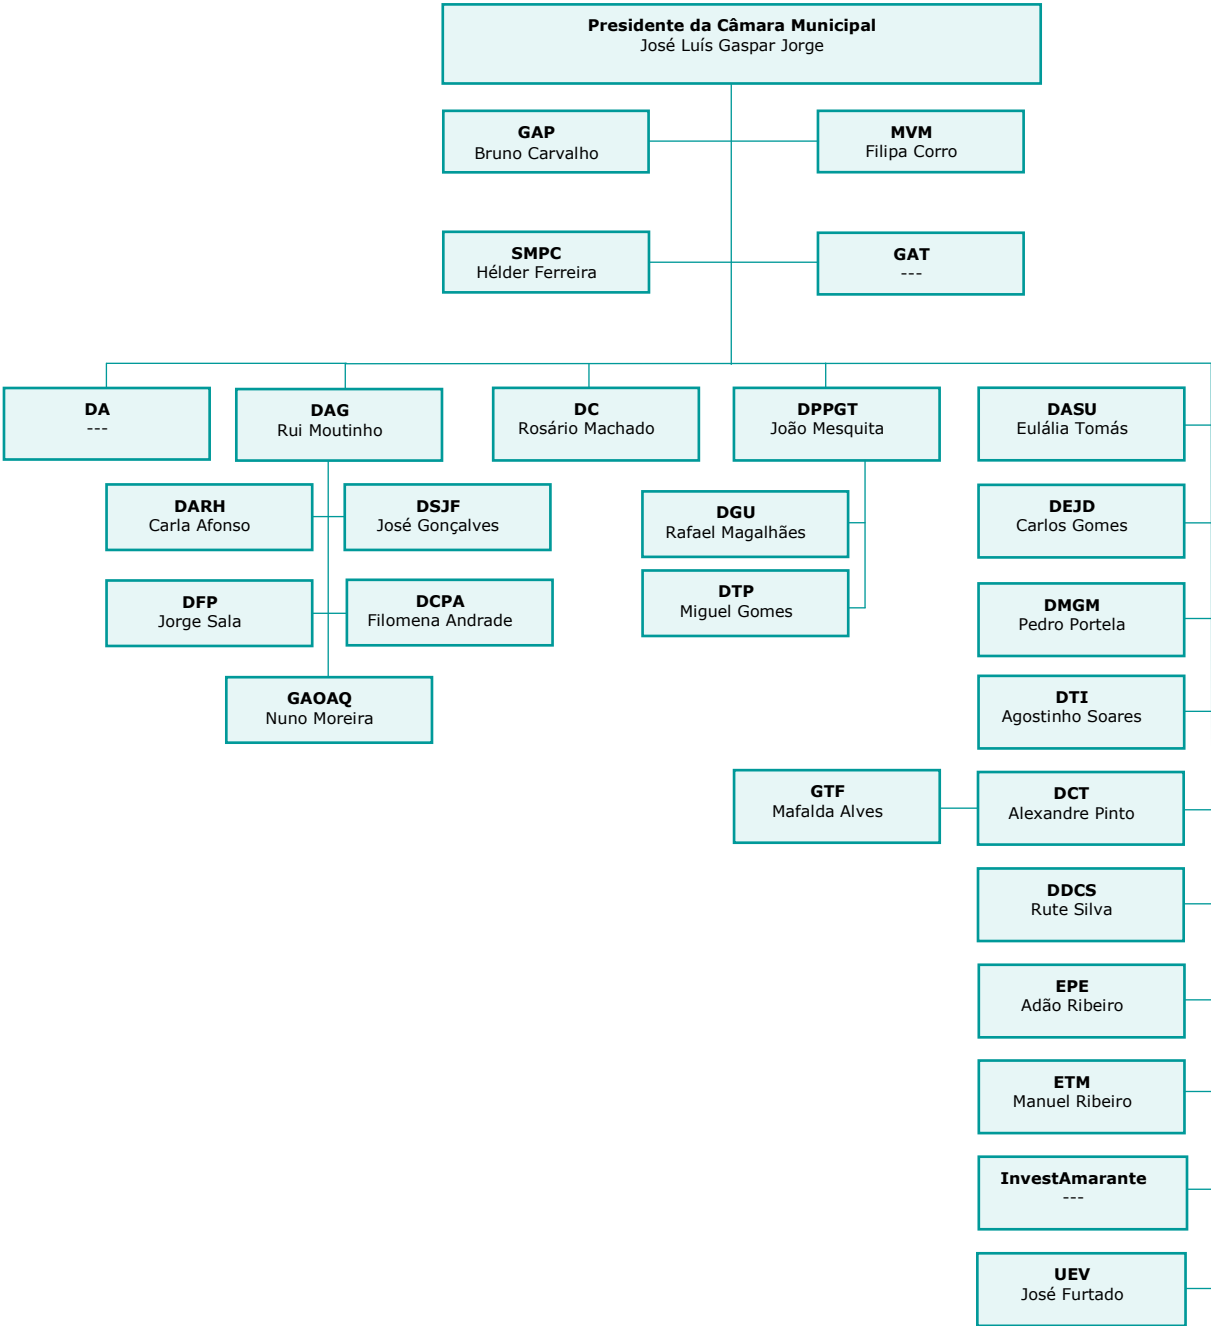 Presidente da Câmara Municipal
José Luís Gaspar Jorge
GAP
Bruno Carvalho
MVM
Filipa Corro
SMPC
Hélder Ferreira
GAT
---
DA
---
DAG
Rui Moutinho
DC
Rosário Machado
DPPGT
João Mesquita
DASU
Eulália Tomás
DARH
Carla Afonso
DSJF
José Gonçalves
DGU
Rafael Magalhães
DEJD
Carlos Gomes
DFP
Jorge Sala
DCPA
Filomena Andrade
DTP
Miguel Gomes
DMGM
Pedro Portela
GAOAQ
Nuno Moreira
DTI
Agostinho Soares
GTF
Mafalda Alves
DCT
Alexandre Pinto
DDCS
Rute Silva
EPE
Adão Ribeiro
ETM
Manuel Ribeiro
InvestAmarante
---
UEV
José Furtado